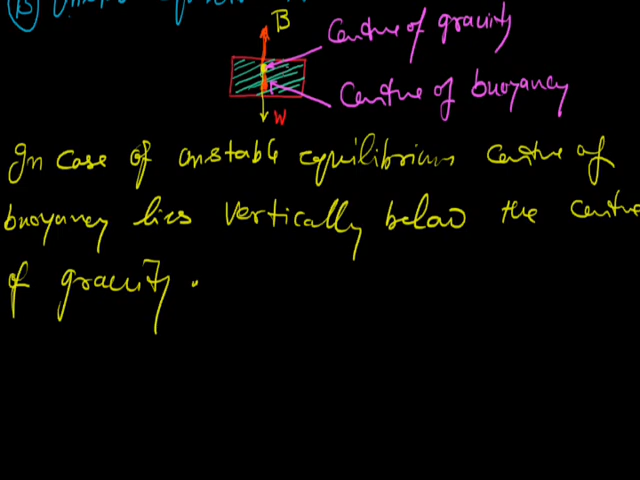 B
Centre of gravity
Centre of buoyancy
W
In case of unstable equilibrium centre of
buoyancy lies vertically below the centre
of gravity.